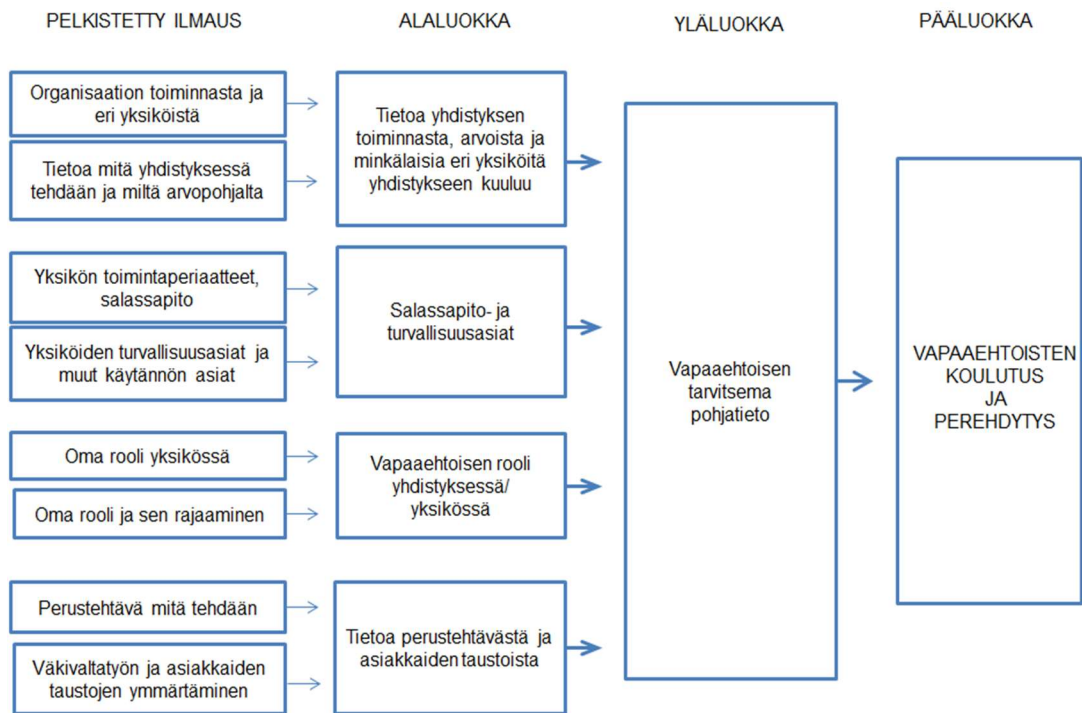 PELKISTETTY ILMAUS
ALALUOKKA
YLÄLUOKKA
PÄÄLUOKKA
Organisaation toiminnasta ja
eri yksiköistä
Tietoa mitä yhdistyksessä
tehdään ja miltä arvopohjalta
Tietoa yhdistyksen
toiminnasta, arvoista ja
minkälaisia eri yksiköitä
yhdistykseen kuuluu
Yksikön toimintaperiaatteet,
salassapito
Yksiköiden turvallisuusasiat ja
muut käytännön asiat
Salassapito- ja
turvallisuusasiat
Oma rooli yksikössä
Oma rooli ja sen rajaaminen
Vapaaehtoisen rooli
yhdistyksessä/
yksikössä
Perustehtävä mitä tehdään
Väkivaltatyön ja asiakkaiden
taustojen ymmärtäminen
Tietoa perustehtävästä ja
asiakkaiden taustoista
Vapaaehtoisen
tarvitsema
pohjatieto
VAPAAEHTOISTEN
KOULUTUS
JA
PEREHDYTYS